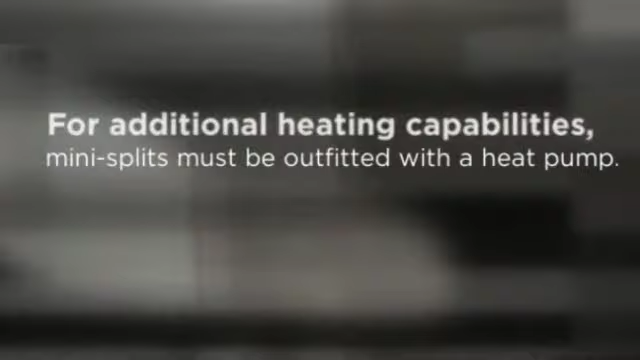 For additional heating capabilities,
mini-splits must be outfitted with a heat pump.